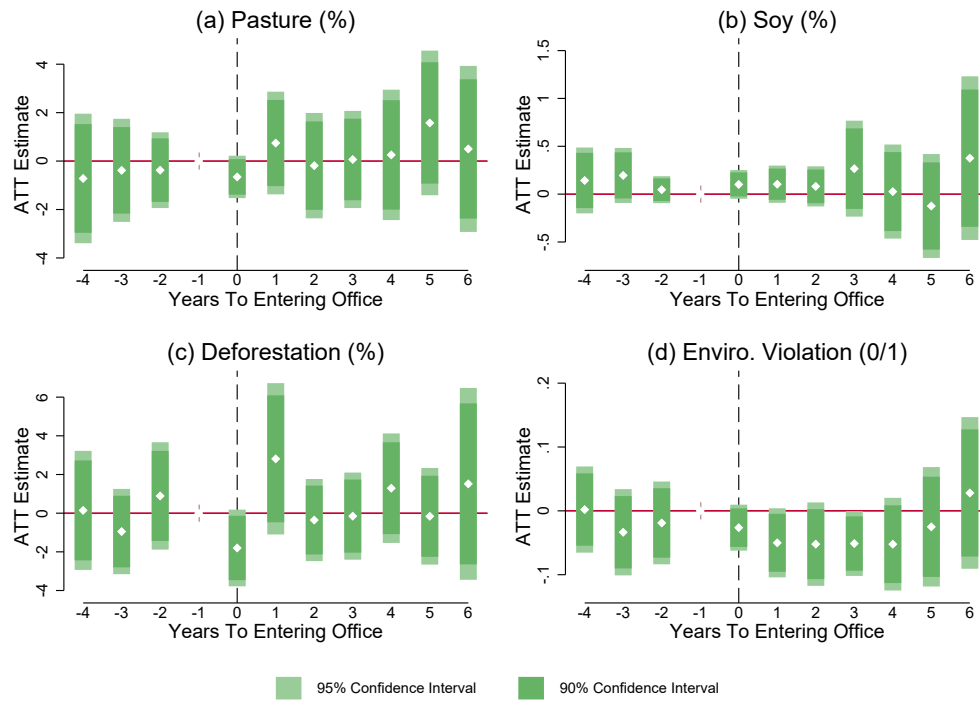 (a) Pasture (%)
ATT Estimate
4
2
0
-2
-4
-4 -3 -2 -1 0 1 2 3 4 5 6
Years To Entering Office
(b) Soy (%)
ATT Estimate
1.5
1
.5
0
-.5
-4 -3 -2 -1 0 1 2 3 4 5 6
Years To Entering Office
(c) Deforestation (%)
ATT Estimate
6
4
2
0
-2
-4
-4 -3 -2 -1 0 1 2 3 4 5 6
Years To Entering Office
(d) Enviro. Violation (0/1)
ATT Estimate
.2
.1
0
-.1
-4 -3 -2 -1 0 1 2 3 4 5 6
Years To Entering Office
95% Confidence Interval 90% Confidence Interval